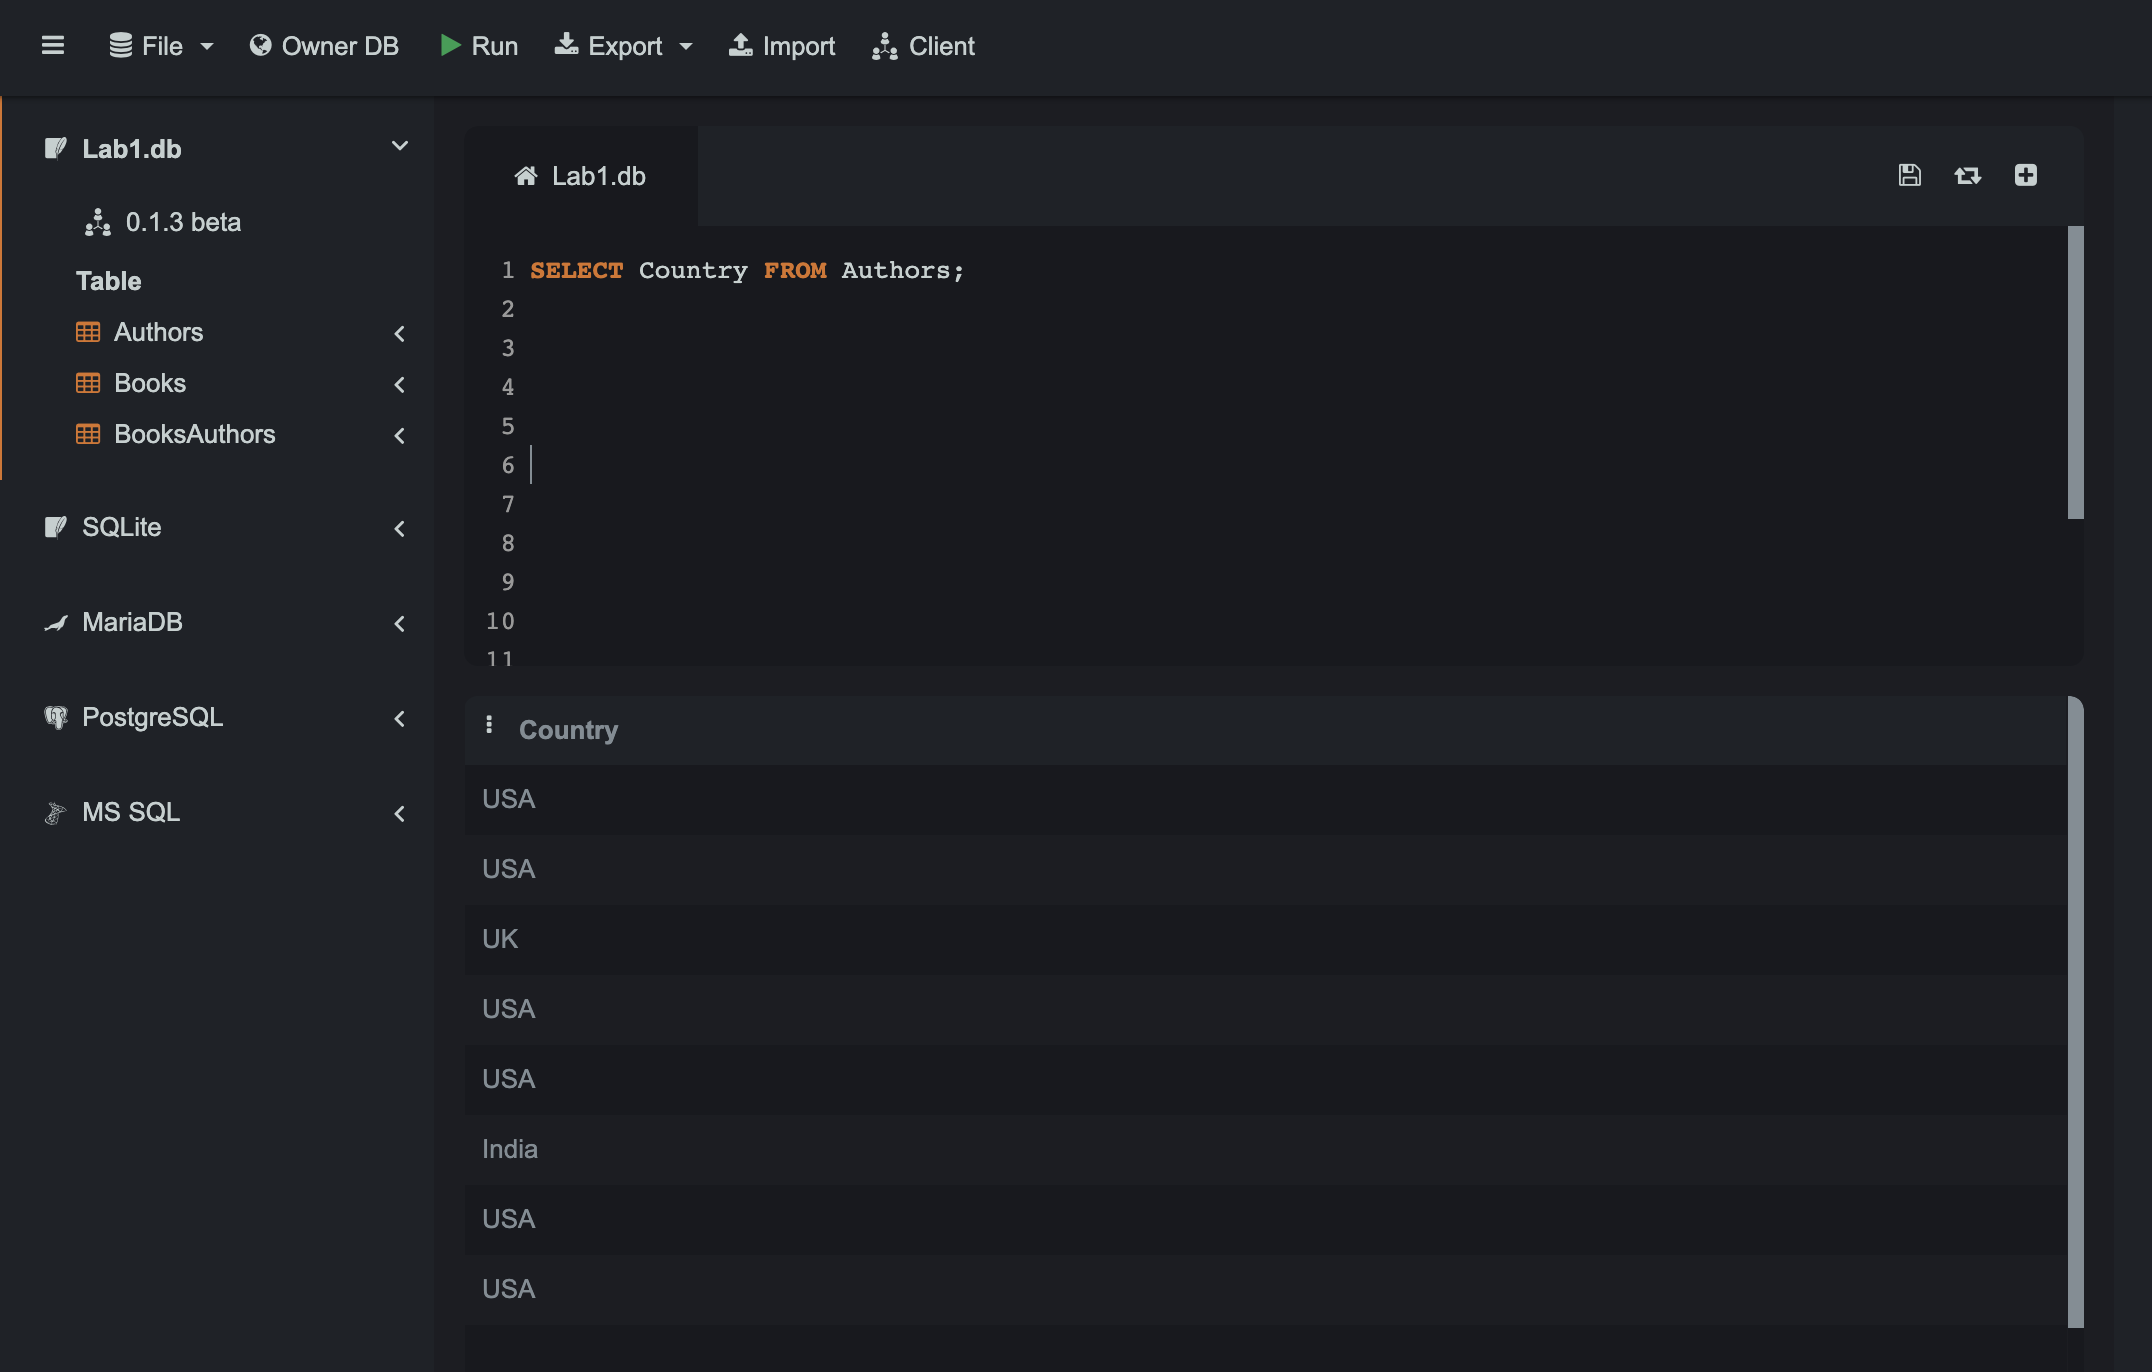 File Owner DB Run Export Import Client
Lab1.db
0.1.3 beta
Table
Authors
Books
BooksAuthors
SQLite
MariaDB
PostgreSQL
MS SQL
Lab1.db
1 SELECT Country FROM Authors;
2
3
4
5
6
7
8
9
10
11
Country
USA
USA
UK
USA
USA
India
USA
USA